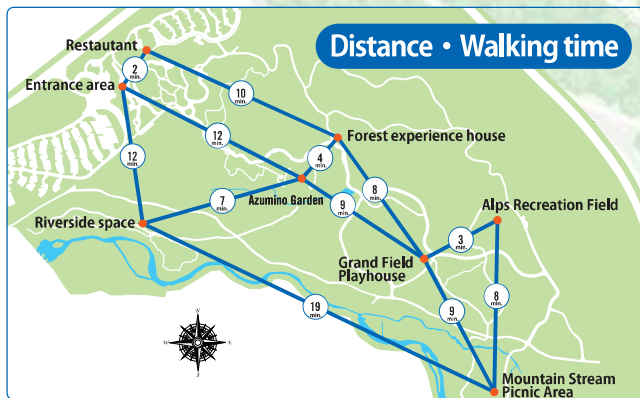 Distance • Walking time
Restautant
2
min.
Entrance area
10
min.
12
min.
Forest experience house
12
min.
4
min.
Azumino Garden
8
min.
7
min.
9
min.
Alps Recreation Field
Riverside space
3
min.
Grand Field
Playhouse
8
min.
19
min.
9
min.
Mountain Stream
Picnic Area